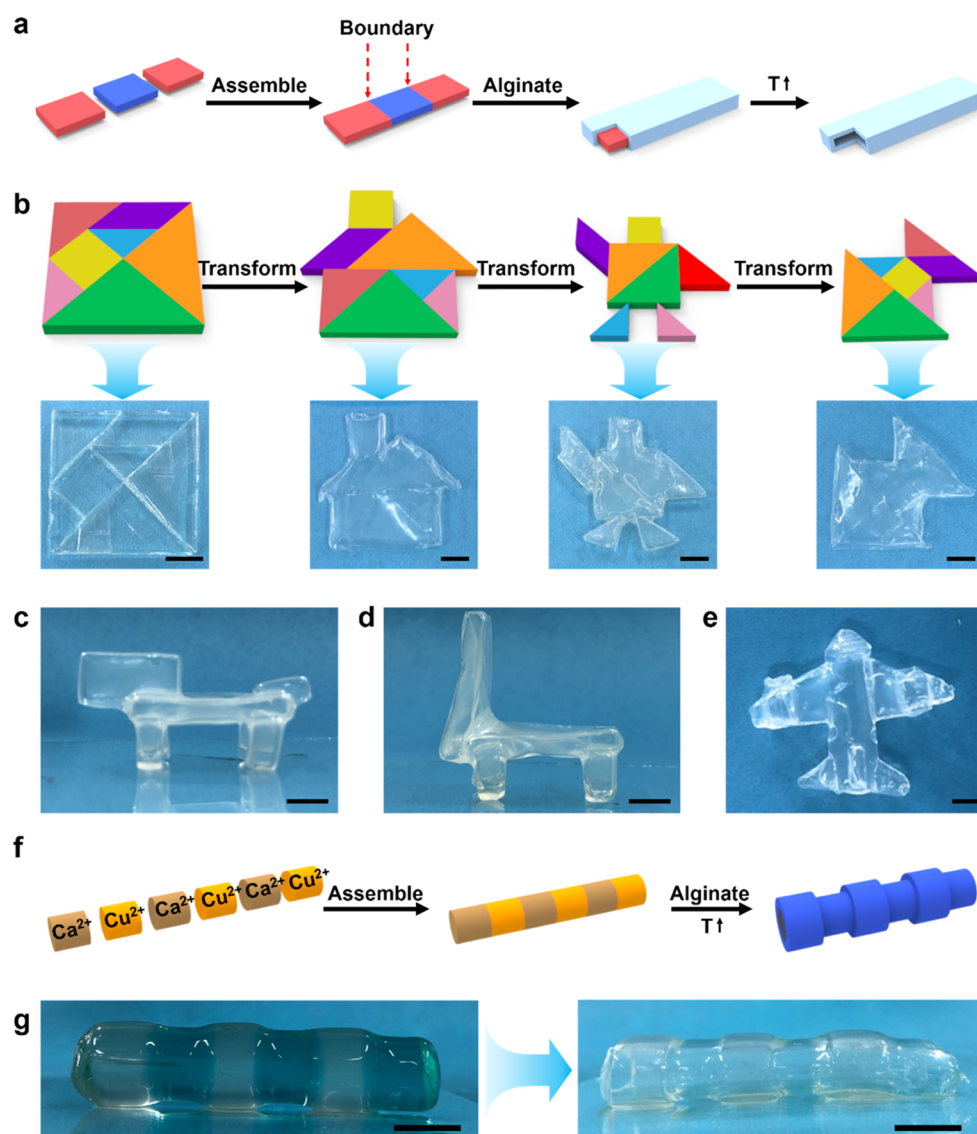 a
Boundary
Assemble
Alginate
T↑
b
Transform
Transform
Transform
c
d
e
f
Ca²⁺
Cu²⁺
Ca²⁺
Cu²⁺
Ca²⁺
Cu²⁺
Assemble
Alginate
T↑
g